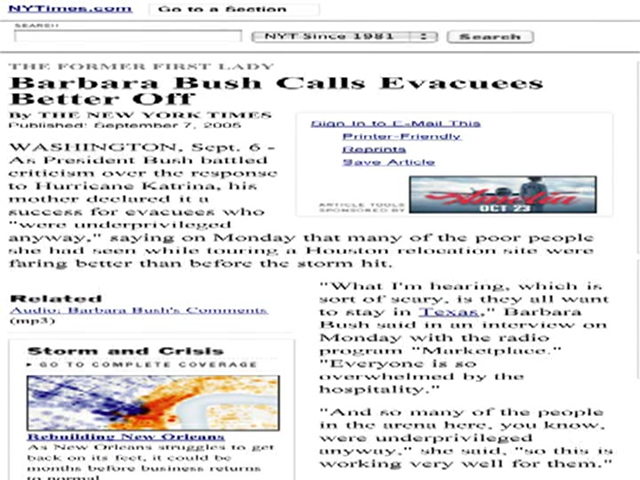 NYTimes.com Go to a Section
SEARCH
NYT Since 1981 Search
THE FORMER FIRST LADY
Barbara Bush Calls Evacuees
Better Off
By THE NEW YORK TIMES
Published: September 7, 2005
Sign In to E-Mail This
Printer-Friendly
Reprints
Save Article
ARTICLE TOOLS
SPONSORED BY
OCT 23
WASHINGTON, Sept. 6 -
As President Bush battled
criticism over the response
to Hurricane Katrina, his
mother declared it a
success for evacuees who
"were underprivileged
anyway," saying on Monday that many of the poor people
she had seen while touring a Houston relocation site were
faring better than before the storm hit.
Related
Audio: Barbara Bush's Comments
(mp3)
Storm and Crisis
GO TO COMPLETE COVERAGE
Rebuilding New Orleans
As New Orleans struggles to get
back on its feet, it could be
months before business returns
to normal.
"What I'm hearing, which is
sort of scary, is they all want
to stay in Texas," Barbara
Bush said in an interview on
Monday with the radio
program "Marketplace."
"Everyone is so
overwhelmed by the
hospitality."
"And so many of the people
in the arena here, you know,
were underprivileged
anyway," she said, "so this is
working very well for them."